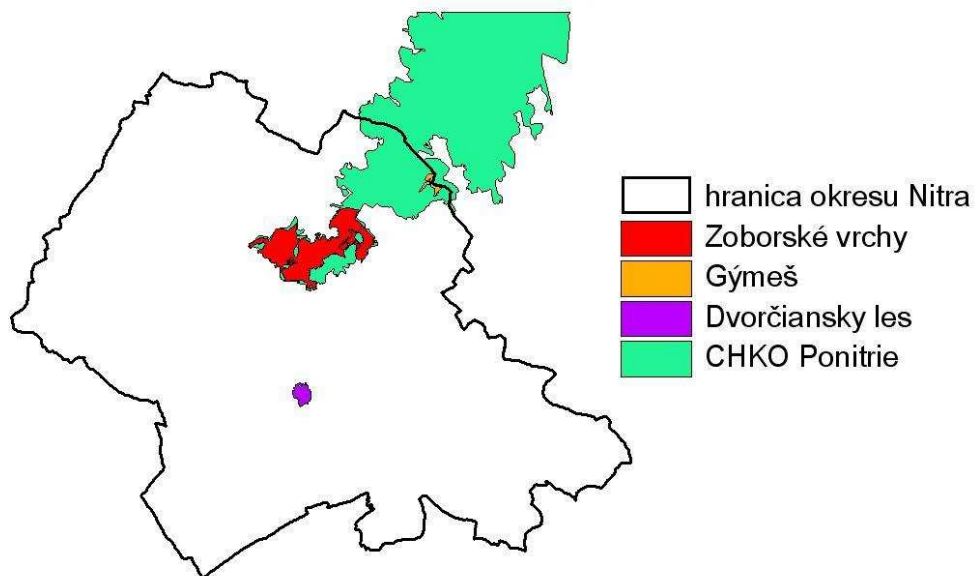 hranica okresu Nitra
Zoborské vrchy
Gýmeš
Dvorčiansky les
CHKO Ponitrie